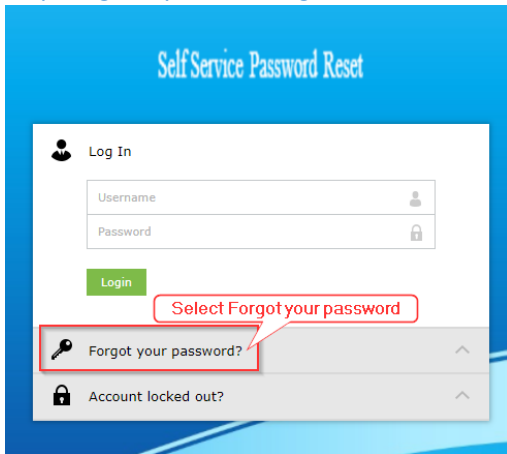 Self Service Password Reset
Log In
Username
Password
Login
Select Forgot your password
Forgot your password?
Account locked out?